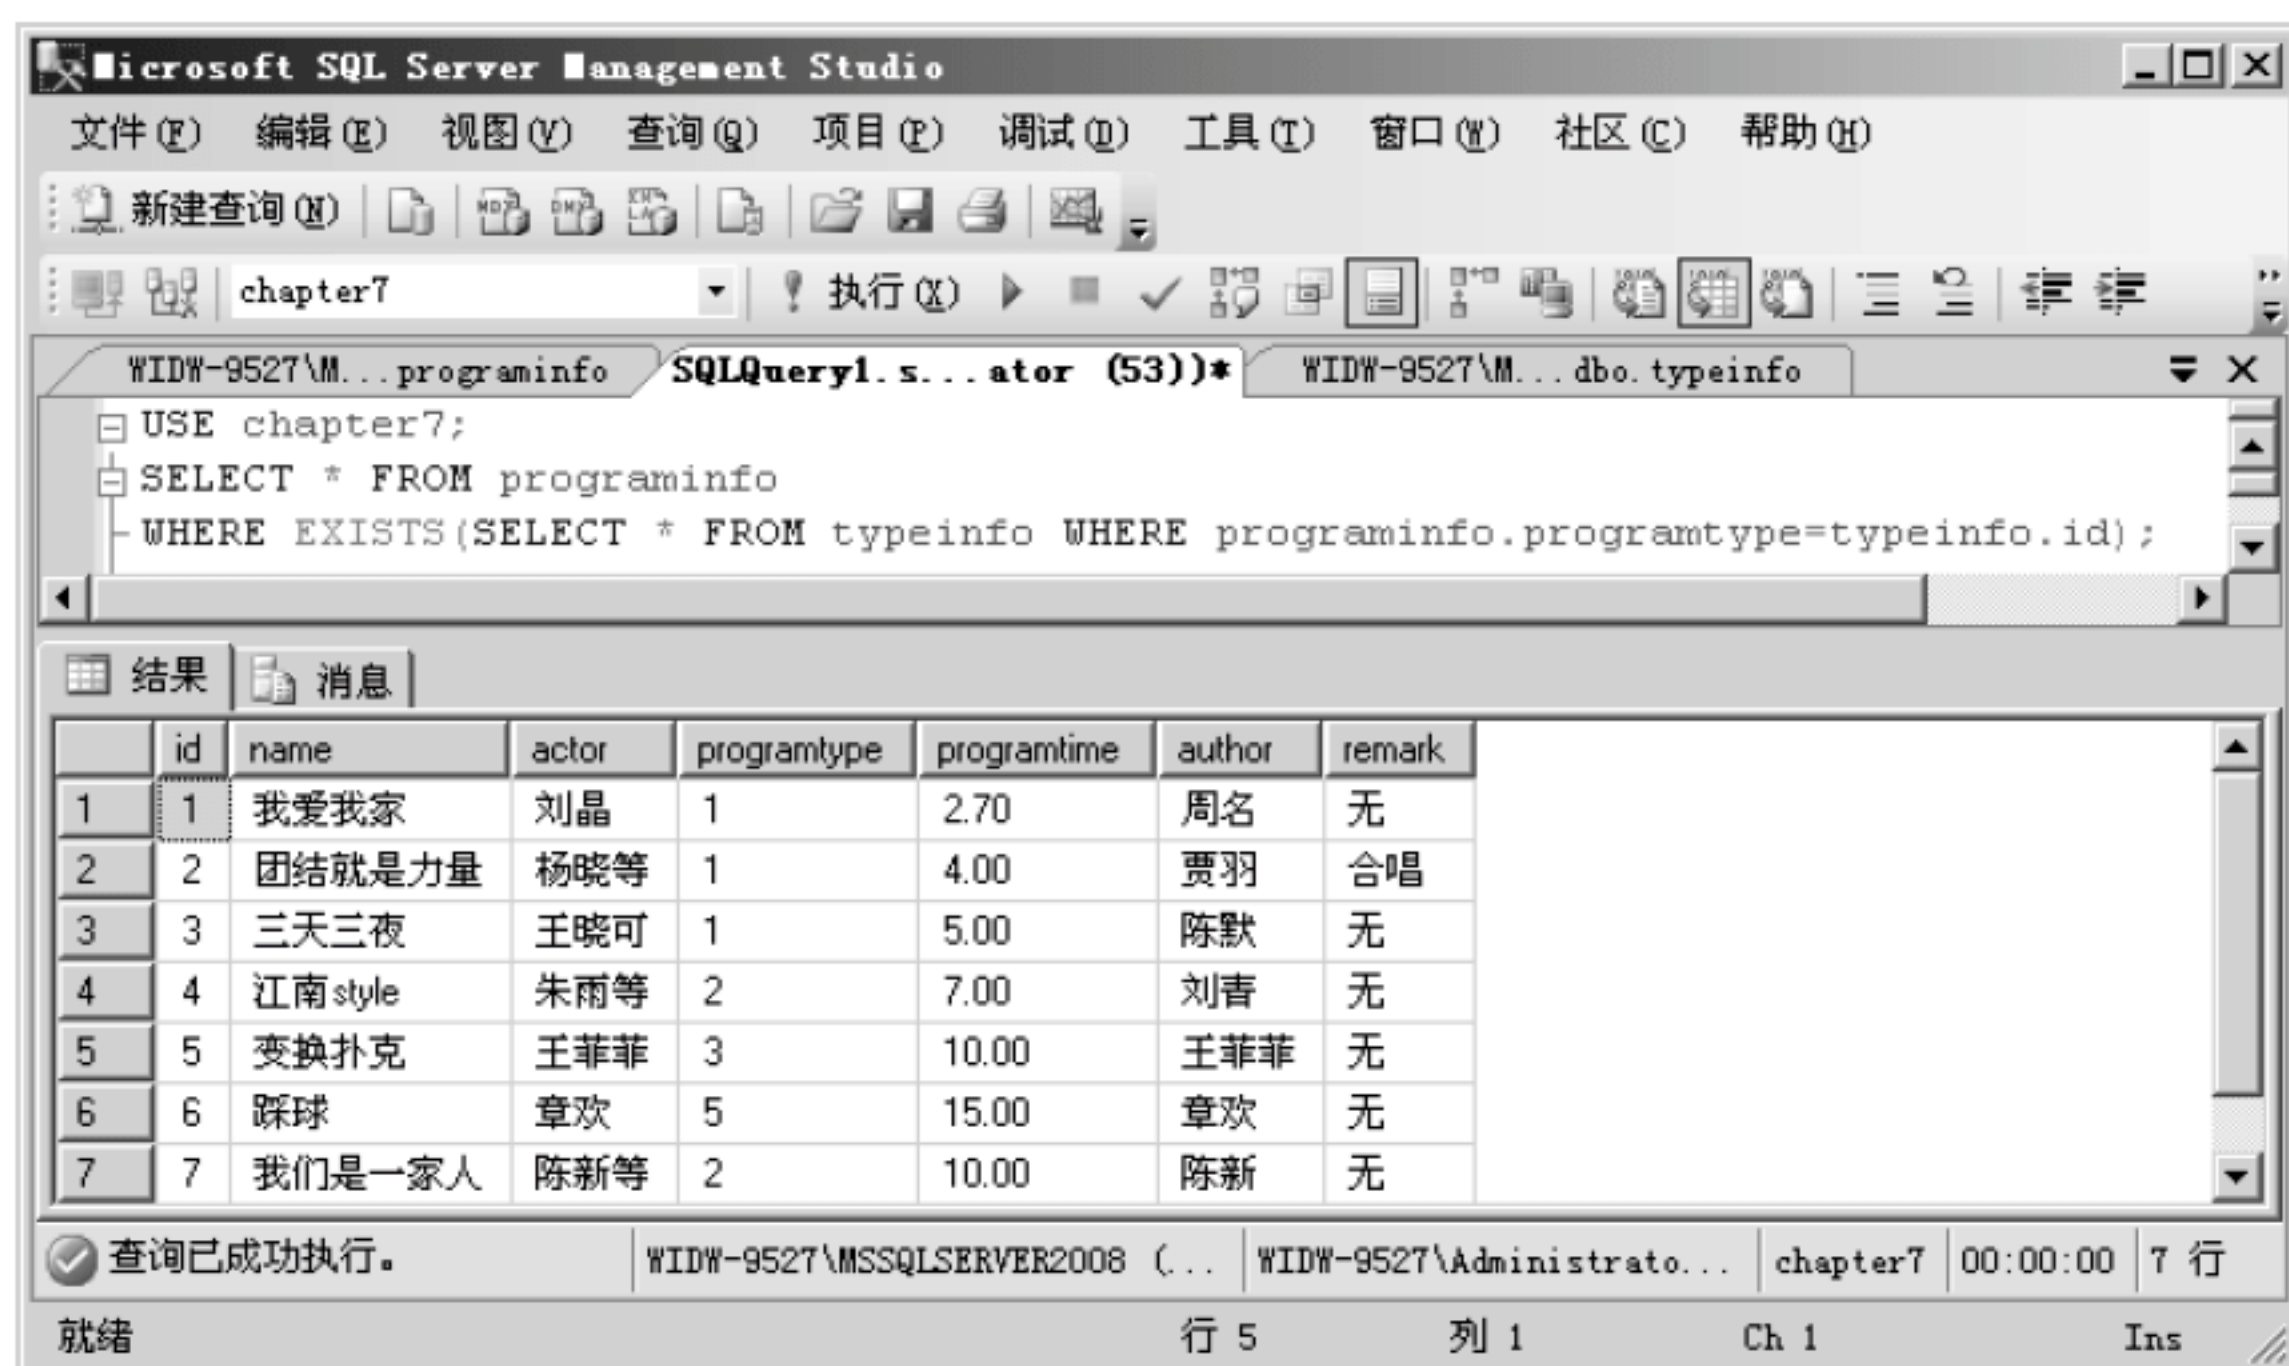 Microsoft SQL Server Management Studio
文件(F) 编辑(E) 视图(V) 查询(Q) 项目(P) 调试(D) 工具(T) 窗口(W) 社区(C) 帮助(H)
新建查询(N)
chapter7 执行(X)
WIDW-9527\M...programinfo SQLQuery1.s...ator (53))* WIDW-9527\M...dbo.typeinfo
USE chapter7;
SELECT * FROM programinfo
WHERE EXISTS(SELECT * FROM typeinfo WHERE programinfo.programtype=typeinfo.id);
结果 消息
id name actor programtype programtime author remark
1 1 我爱我家 刘晶 1 2.70 周名 无
2 2 团结就是力量 杨晓等 1 4.00 贾羽 合唱
3 3 三天三夜 王晓可 1 5.00 陈默 无
4 4 江南style 朱雨等 2 7.00 刘青 无
5 5 变换扑克 王菲菲 3 10.00 王菲菲 无
6 6 踩球 章欢 5 15.00 章欢 无
7 7 我们是一家人 陈新等 2 10.00 陈新 无
查询已成功执行。 WIDW-9527\MSSQLSERVER2008 (... WIDW-9527\Administrato... chapter7 00:00:00 7 行
就绪 行 5 列 1 Ch 1 Ins